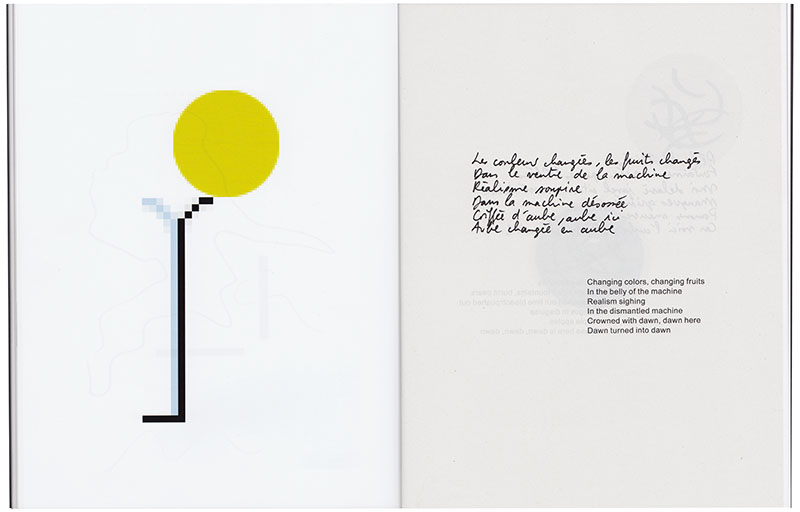 Les couleurs changées, les fruits changés
Dans le ventre de la machine
Réalisme soupire
Dans la machine désossée
Coiffée d'aube, aube ici
Aube changée en aube
Changing colors, changing fruits
In the belly of the machine
Realism sighing
In the dismantled machine
Crowned with dawn, dawn here
Dawn turned into dawn